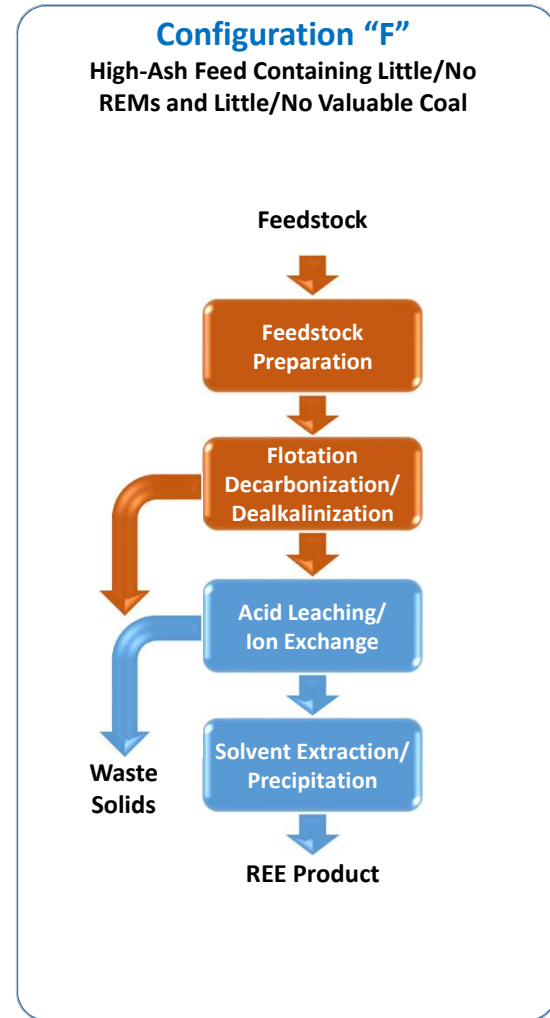 Configuration “F”
High-Ash Feed Containing Little/No
REMs and Little/No Valuable Coal
Feedstock
Feedstock
Preparation
Flotation
Decarbonization/
Dealkalinization
Acid Leaching/
Ion Exchange
Solvent Extraction/
Precipitation
Waste
Solids
REE Product